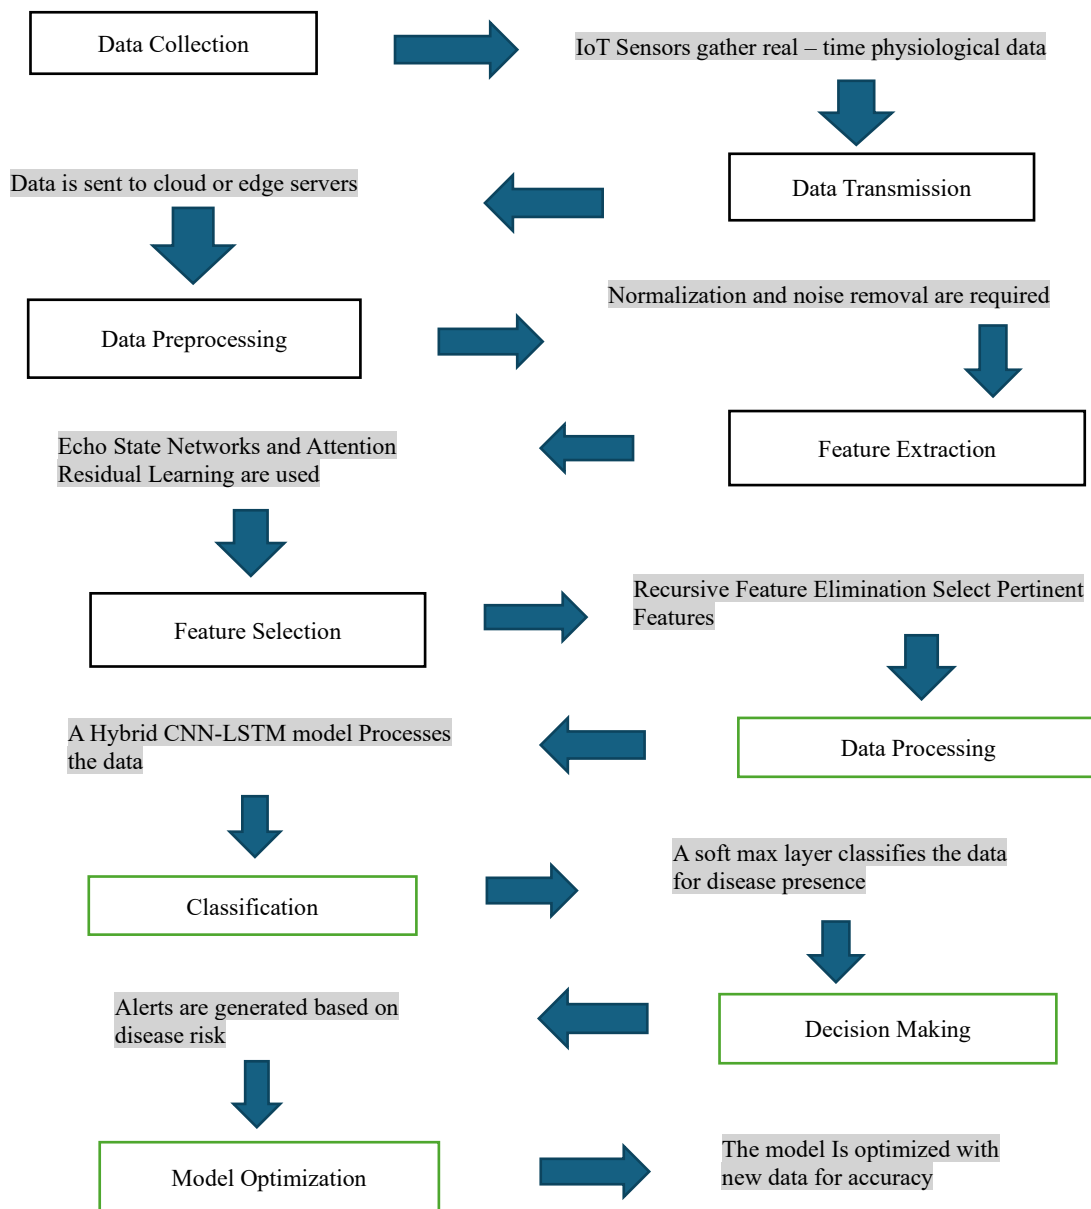 Data Collection
IoT Sensors gather real – time physiological data
Data Transmission
Data is sent to cloud or edge servers
Data Preprocessing
Normalization and noise removal are required
Feature Extraction
Echo State Networks and Attention
Residual Learning are used
Feature Selection
Recursive Feature Elimination Select Pertinent
Features
Data Processing
A Hybrid CNN-LSTM model Processes
the data
Classification
A soft max layer classifies the data
for disease presence
Decision Making
Alerts are generated based on
disease risk
Model Optimization
The model Is optimized with
new data for accuracy